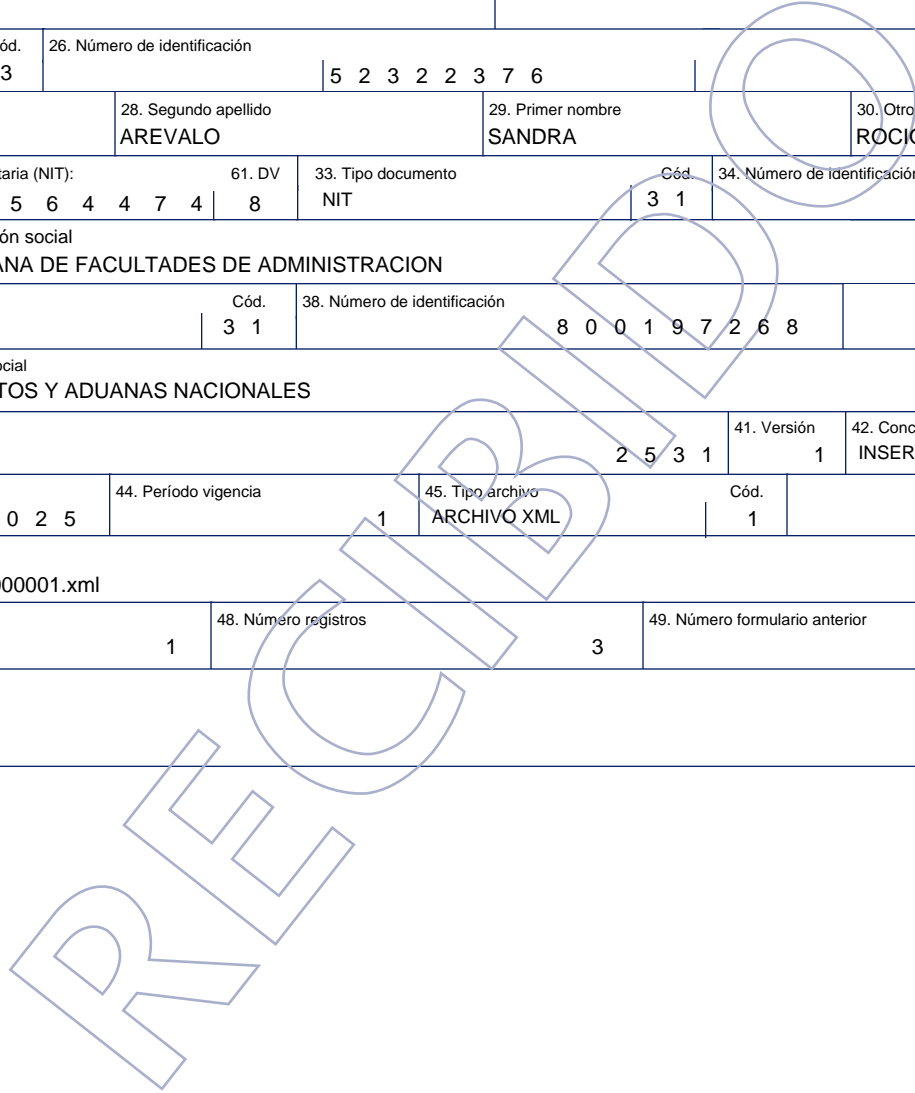 ód. 26. Número de identificación
3 5 2 3 2 2 3 7 6
28. Segundo apellido 29. Primer nombre 30. Otro
AREVALO SANDRA ROCIO
taria (NIT): 61. DV 33. Tipo documento Cód. 34. Número de identificación
5 6 4 4 7 4 8 NIT 3 1
ón social
ANA DE FACULTADES DE ADMINISTRACION
Cód. 38. Número de identificación
3 1 8 0 0 1 9 7 2 6 8
ocial
TOS Y ADUANAS NACIONALES
41. Versión 42. Conc
2 5 3 1 1 INSER
44. Período vigencia 45. Tipo archivo Cód.
0 2 5 1 ARCHIVO XML 1
000001.xml
48. Número registros 49. Número formulario anterior
1 3
RECIBIDO